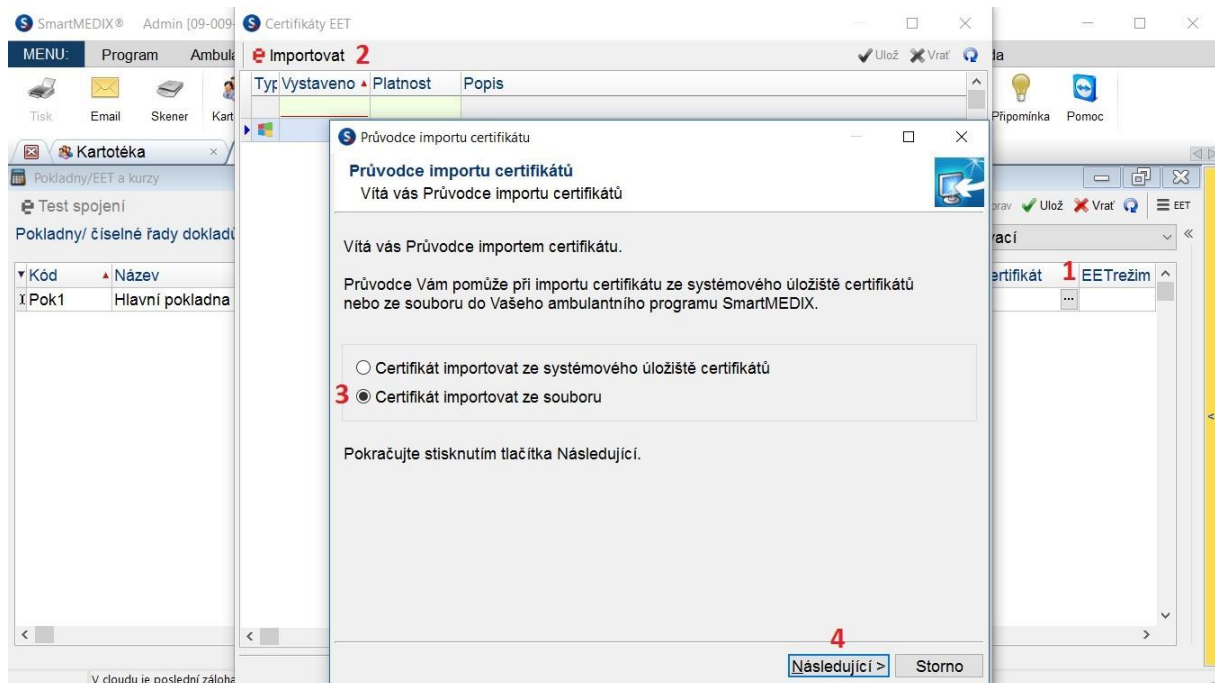 SmartMEDIX® Admin [09-009-
Certifikáty EET
MENU: Program Ambula
Importovat 2
Ulož Vrať
da
Tisk Email Skener Kart
Typ Vystaveno Platnost Popis
Připomínka Pomoc
Kartotéka
Pokladny/EET a kurzy
Test spojení
prav Ulož Vrať EET
Pokladny/ číselné řady dokladů
vací
Kód Název
ertifikát 1 EETrežim
Pok1 Hlavní pokladna
...
Průvodce importu certifikátu
Průvodce importu certifikátů
Vítá vás Průvodce importu certifikátů
Vítá vás Průvodce importem certifikátu.
Průvodce Vám pomůže při importu certifikátu ze systémového úložiště certifikátů
nebo ze souboru do Vašeho ambulantního programu SmartMEDIX.
Certifikát importovat ze systémového úložiště certifikátů
3 Certifikát importovat ze souboru
Pokračujte stisknutím tlačítka Následující.
4
Následující > Storno
V cloudu je poslední záloha